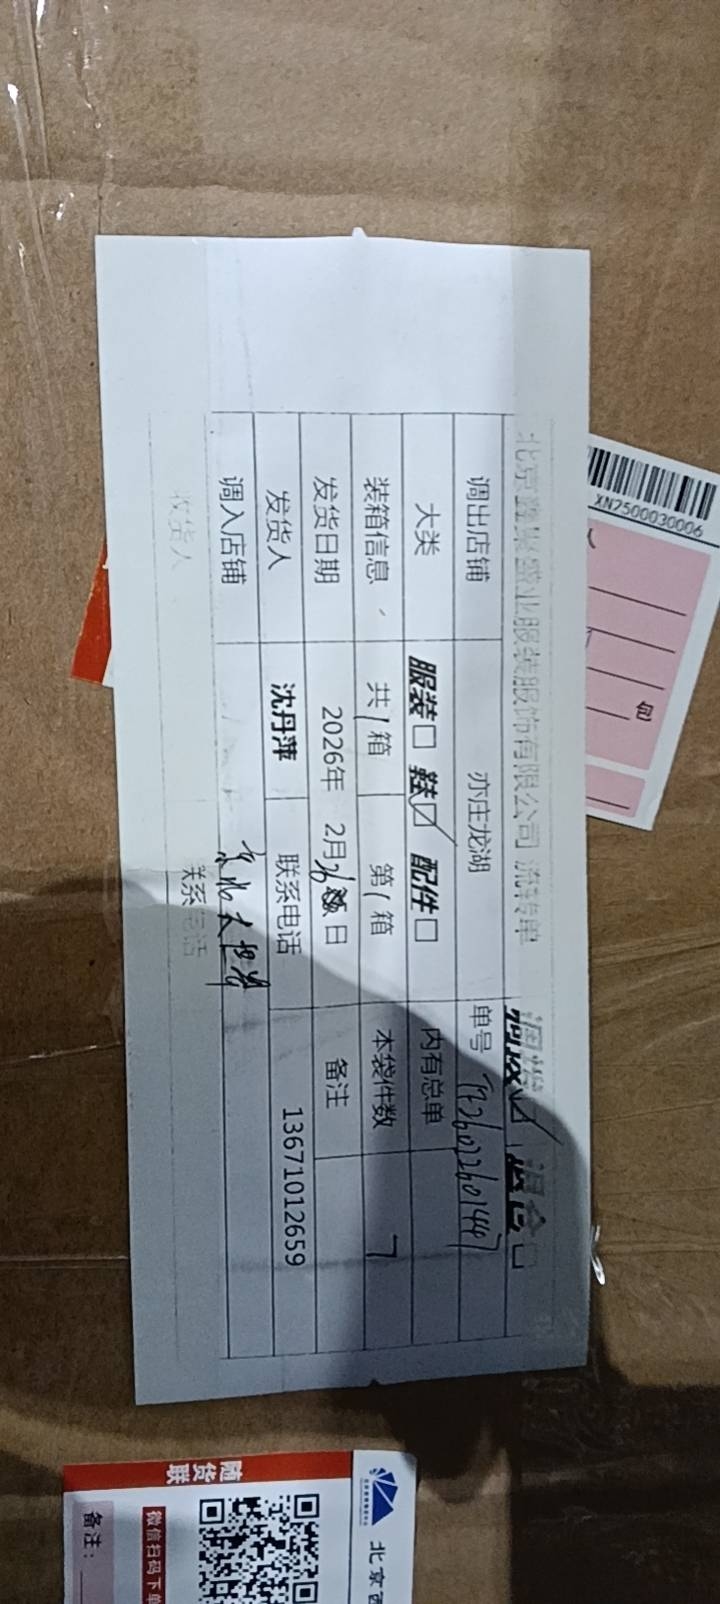 北京鑫聚盛业服装服饰有限公司 流转单 调拨☑ 退仓□
调出店铺 亦庄龙湖 单号
大类 服装□ 鞋☑ 配件□ 内有总单
装箱信息 共1箱 第1箱 本袋件数 7
发货日期 2026年 2月26日 备注
发货人 沈丹萍 联系电话 13671012659
调入店铺
收货人 联系电话
XN2500030006
包
随货联
北京西
微信扫码下单
备注：